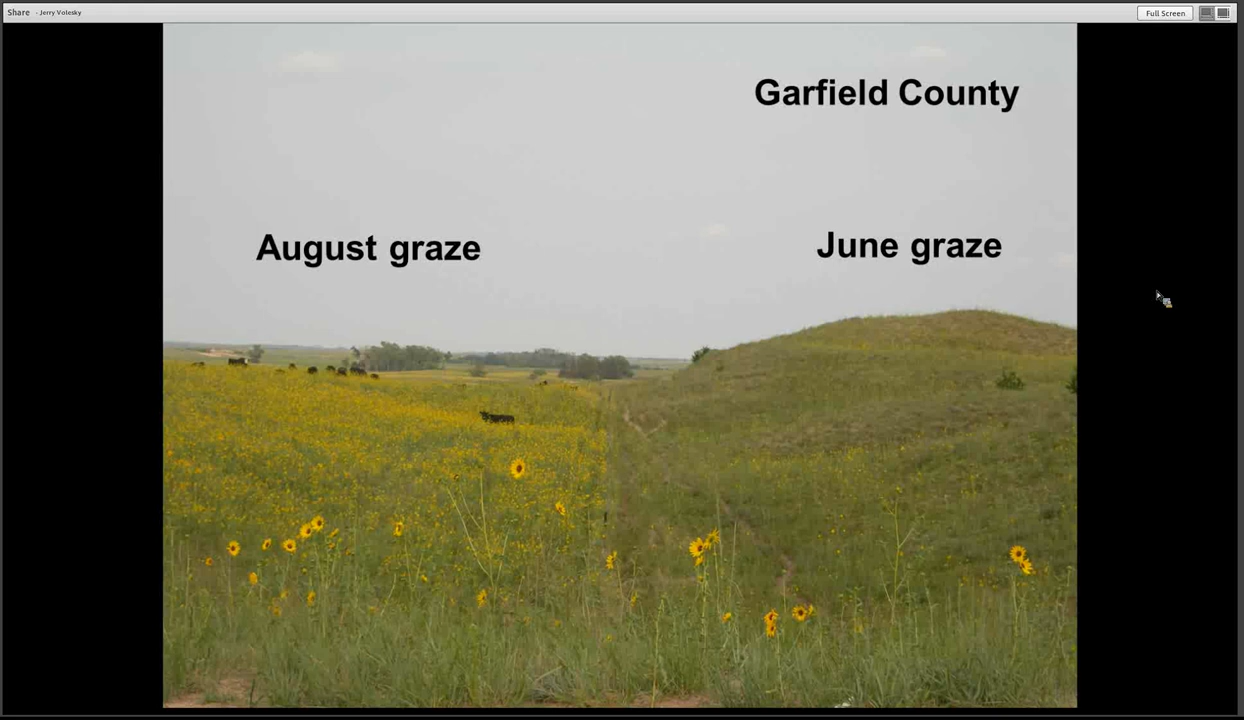 Share - Jerry Volesky
Full Screen
Garfield County
August graze
June graze